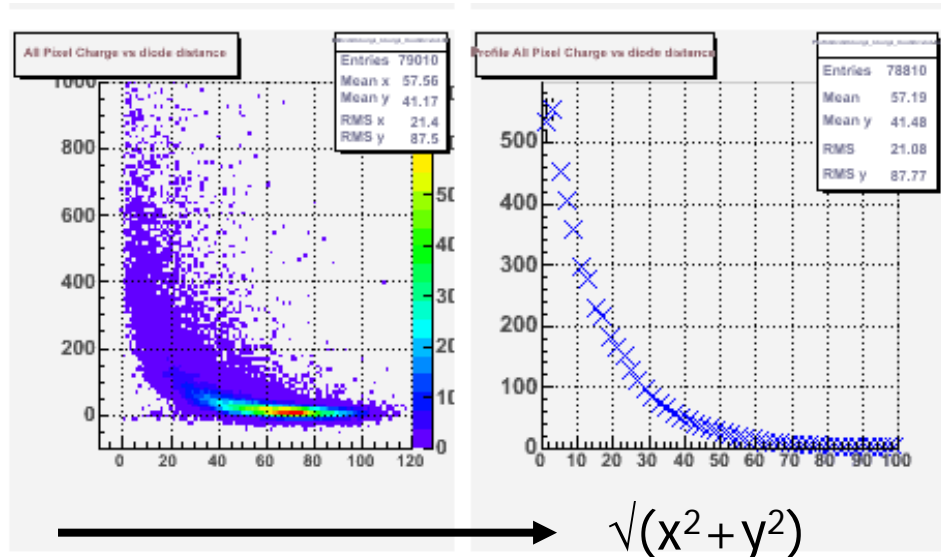 All Pixel Charge vs diode distance
Entries 79010
Mean x 57.56
Mean y 41.17
RMS x 21.4
RMS y 87.5
1000
800
600
400
200
0
0 20 40 60 80 100 120
50
40
30
20
10
0
Profile All Pixel Charge vs diode distance
Entries 78810
Mean 57.19
Mean y 41.48
RMS 21.08
RMS y 87.77
500
400
300
200
100
0
0 10 20 30 40 50 60 70 80 90 100
√(x²+y²)